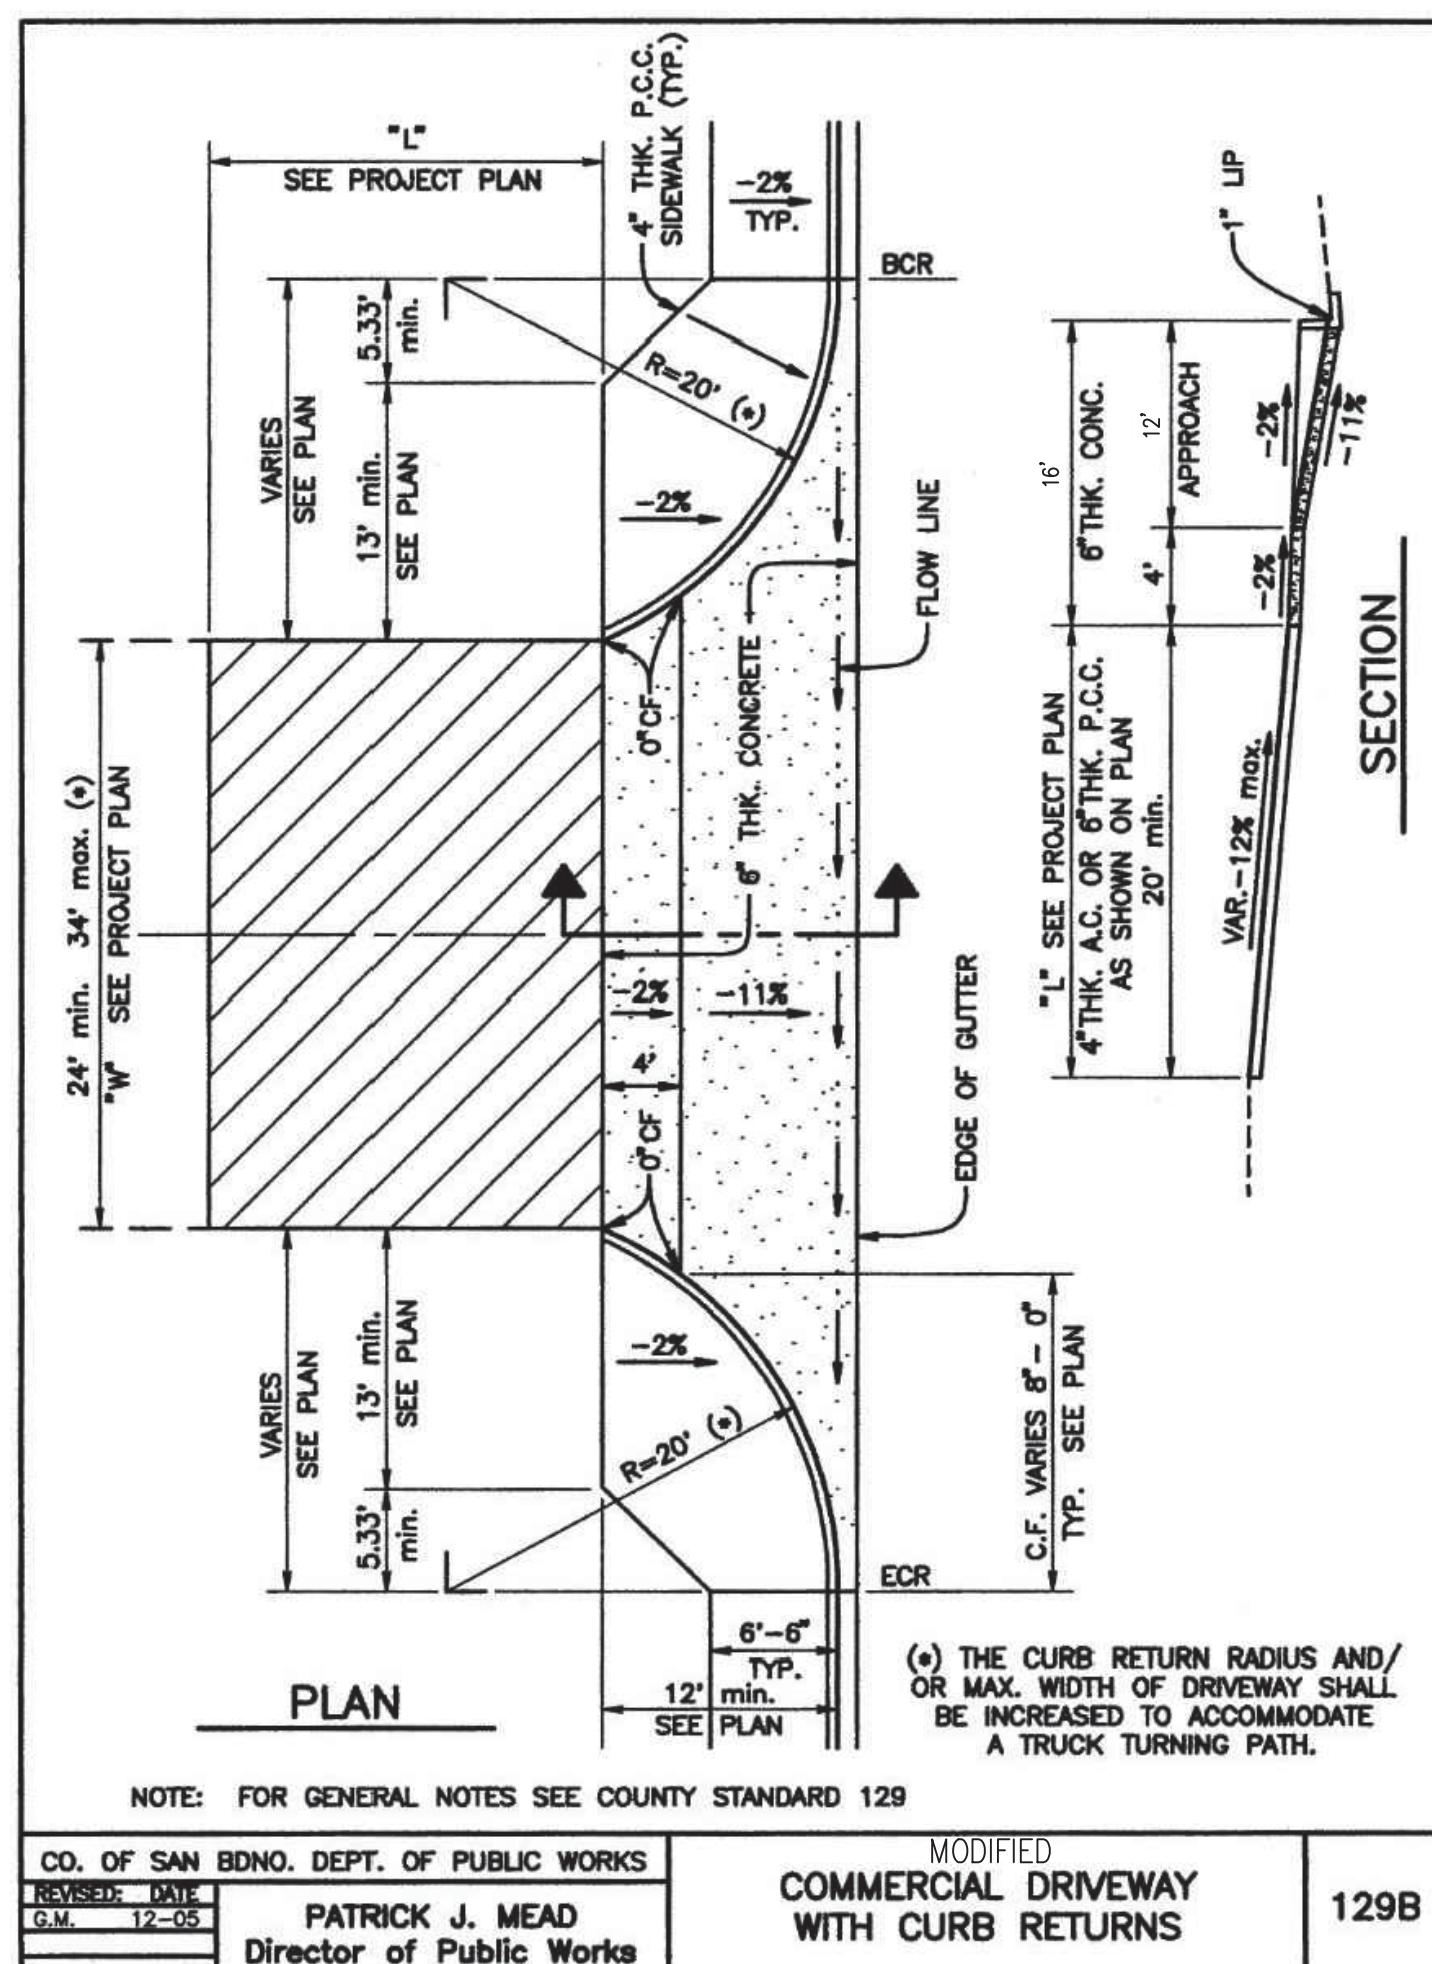 "L"
SEE PROJECT PLAN
4" THK. P.C.C.
SIDEWALK (TYP.)
-2%
TYP.
BCR
VARIES
SEE PLAN
5.33'
min.
13' min.
SEE PLAN
R=20' (*)
-2%
FLOW LINE
0"CF
6" THK. CONCRETE
24' min. 34' max. (*)
"W" SEE PROJECT PLAN
-2%
-11%
4'
0"CF
EDGE OF GUTTER
VARIES
SEE PLAN
13' min.
SEE PLAN
5.33'
min.
-2%
R=20' (*)
C.F. VARIES 8"- 0"
TYP. SEE PLAN
ECR
6'-6"
TYP.
12' min.
SEE PLAN
PLAN
1" LIP
16'
6"THK. CONC.
12'
APPROACH
4'
-2%
-11%
-2%
"L" SEE PROJECT PLAN
4"THK. A.C. OR 6"THK. P.C.C.
AS SHOWN ON PLAN
20' min.
VAR.-12% max.
SECTION
(*) THE CURB RETURN RADIUS AND/
OR MAX. WIDTH OF DRIVEWAY SHALL
BE INCREASED TO ACCOMMODATE
A TRUCK TURNING PATH.
NOTE: FOR GENERAL NOTES SEE COUNTY STANDARD 129
CO. OF SAN BDNO. DEPT. OF PUBLIC WORKS
REVISED: DATE
G.M. 12-05
PATRICK J. MEAD
Director of Public Works
MODIFIED
COMMERCIAL DRIVEWAY
WITH CURB RETURNS
129B